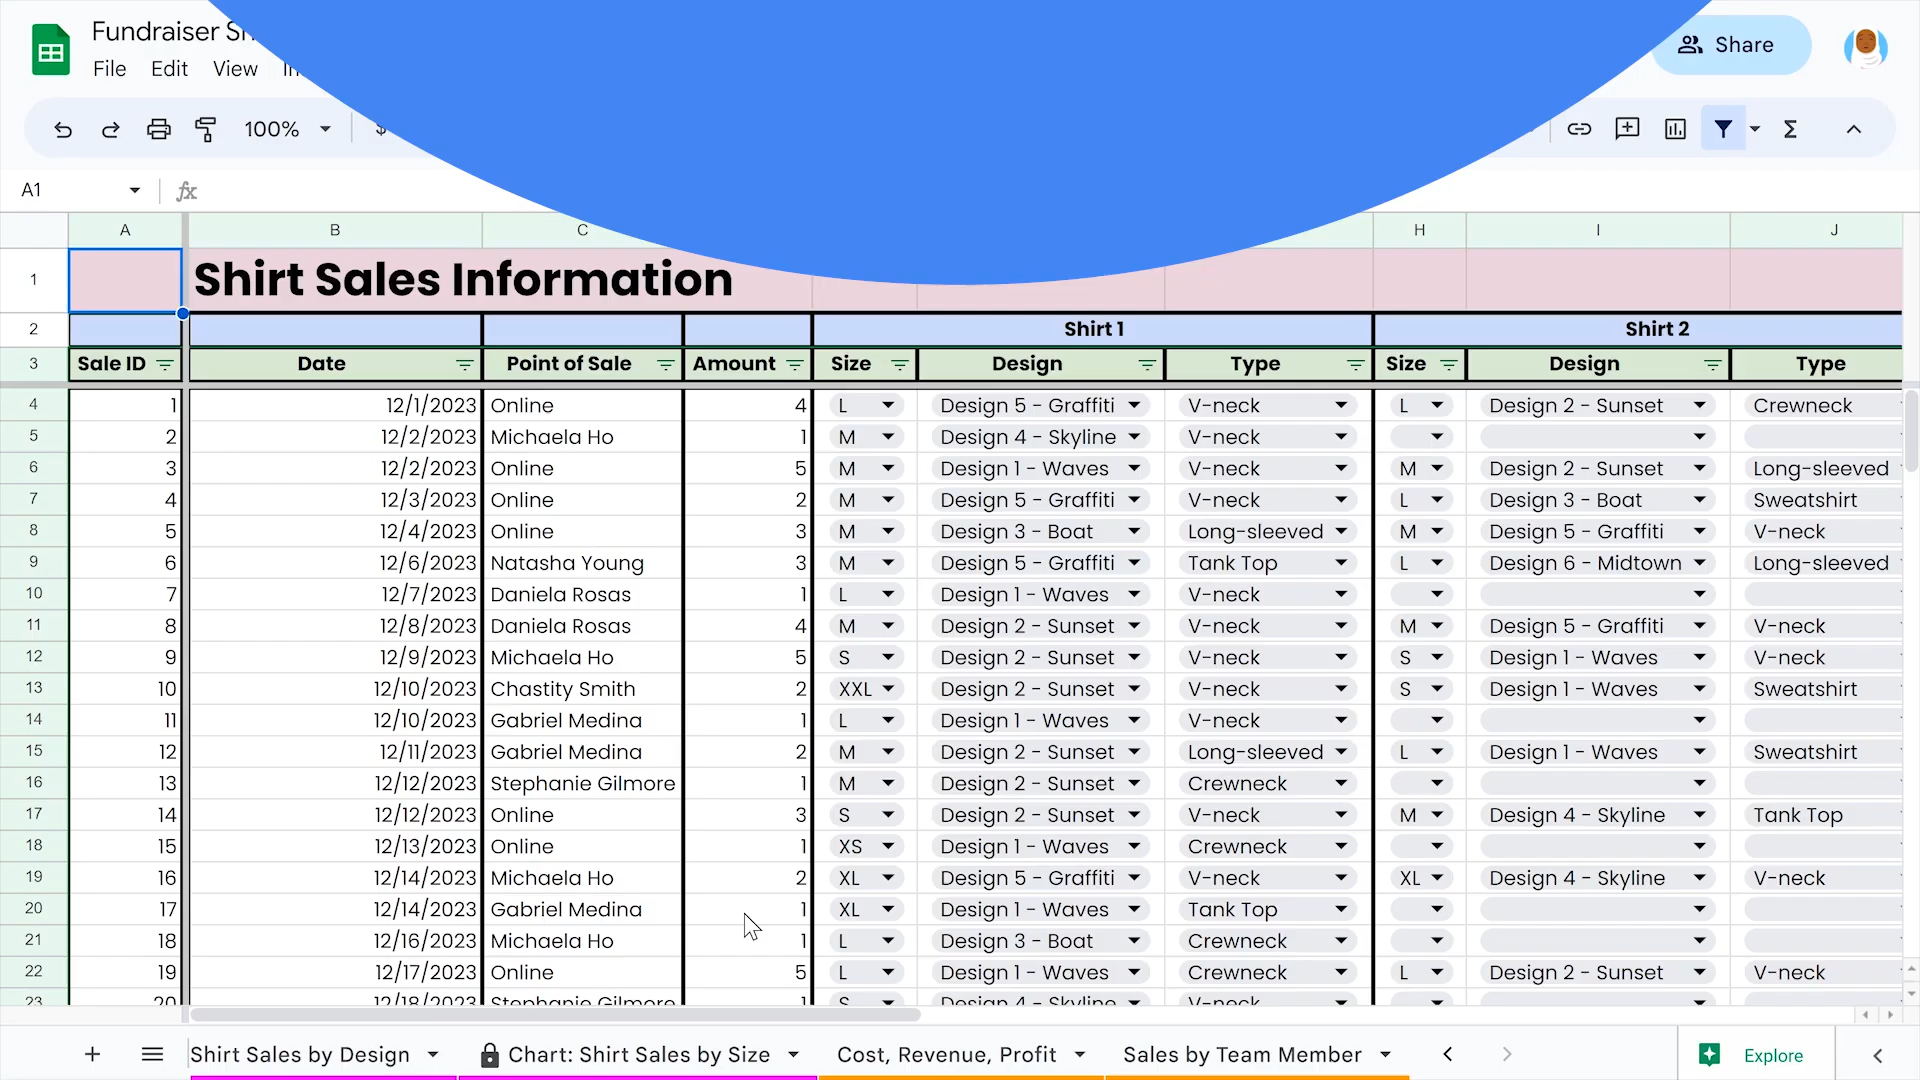 Fundraiser
File Edit View
Share
100%
A1 fx
A B C H I J
1 Shirt Sales Information
2 Shirt 1 Shirt 2
3 Sale ID Date Point of Sale Amount Size Design Type Size Design Type
4 1 12/1/2023 Online 4 L Design 5 - Graffiti V-neck L Design 2 - Sunset Crewneck
5 2 12/2/2023 Michaela Ho 1 M Design 4 - Skyline V-neck
6 3 12/2/2023 Online 5 M Design 1 - Waves V-neck M Design 2 - Sunset Long-sleeved
7 4 12/3/2023 Online 2 M Design 5 - Graffiti V-neck L Design 3 - Boat Sweatshirt
8 5 12/4/2023 Online 3 M Design 3 - Boat Long-sleeved M Design 5 - Graffiti V-neck
9 6 12/6/2023 Natasha Young 3 M Design 5 - Graffiti Tank Top L Design 6 - Midtown Long-sleeved
10 7 12/7/2023 Daniela Rosas 1 L Design 1 - Waves V-neck
11 8 12/8/2023 Daniela Rosas 4 M Design 2 - Sunset V-neck M Design 5 - Graffiti V-neck
12 9 12/9/2023 Michaela Ho 5 S Design 2 - Sunset V-neck S Design 1 - Waves V-neck
13 10 12/10/2023 Chastity Smith 2 XXL Design 2 - Sunset V-neck S Design 1 - Waves Sweatshirt
14 11 12/10/2023 Gabriel Medina 1 L Design 1 - Waves V-neck
15 12 12/11/2023 Gabriel Medina 2 M Design 2 - Sunset Long-sleeved L Design 1 - Waves Sweatshirt
16 13 12/12/2023 Stephanie Gilmore 1 M Design 2 - Sunset Crewneck
17 14 12/12/2023 Online 3 S Design 2 - Sunset V-neck M Design 4 - Skyline Tank Top
18 15 12/13/2023 Online 1 XS Design 1 - Waves Crewneck
19 16 12/14/2023 Michaela Ho 2 XL Design 5 - Graffiti V-neck XL Design 4 - Skyline V-neck
20 17 12/14/2023 Gabriel Medina 1 XL Design 1 - Waves Tank Top
21 18 12/16/2023 Michaela Ho 1 L Design 3 - Boat Crewneck
22 19 12/17/2023 Online 5 L Design 1 - Waves Crewneck L Design 2 - Sunset V-neck
23 20 12/18/2023 Stephanie Gilmore 1 S Design 4 - Skyline V-neck
Shirt Sales by Design Chart: Shirt Sales by Size Cost, Revenue, Profit Sales by Team Member Explore